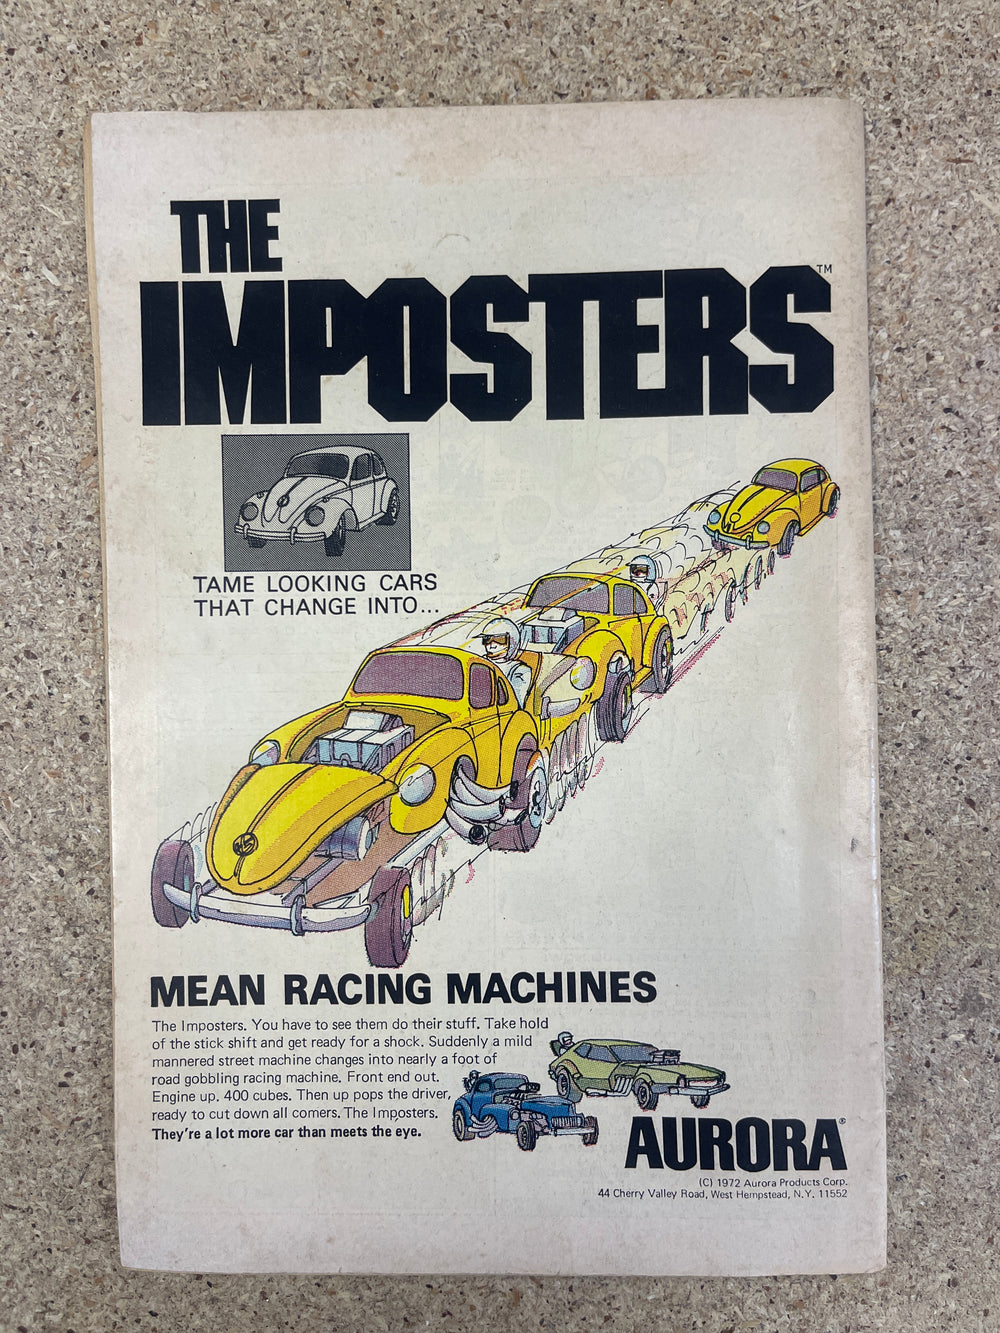 THE
IMPOSTERS™
TAME LOOKING CARS
THAT CHANGE INTO...
MEAN RACING MACHINES
The Imposters. You have to see them do their stuff. Take hold
of the stick shift and get ready for a shock. Suddenly a mild
mannered street machine changes into nearly a foot of
road gobbling racing machine. Front end out.
Engine up. 400 cubes. Then up pops the driver,
ready to cut down all comers. The Imposters.
They're a lot more car than meets the eye.
AURORA®
(C) 1972 Aurora Products Corp.
44 Cherry Valley Road, West Hempstead, N.Y. 11552